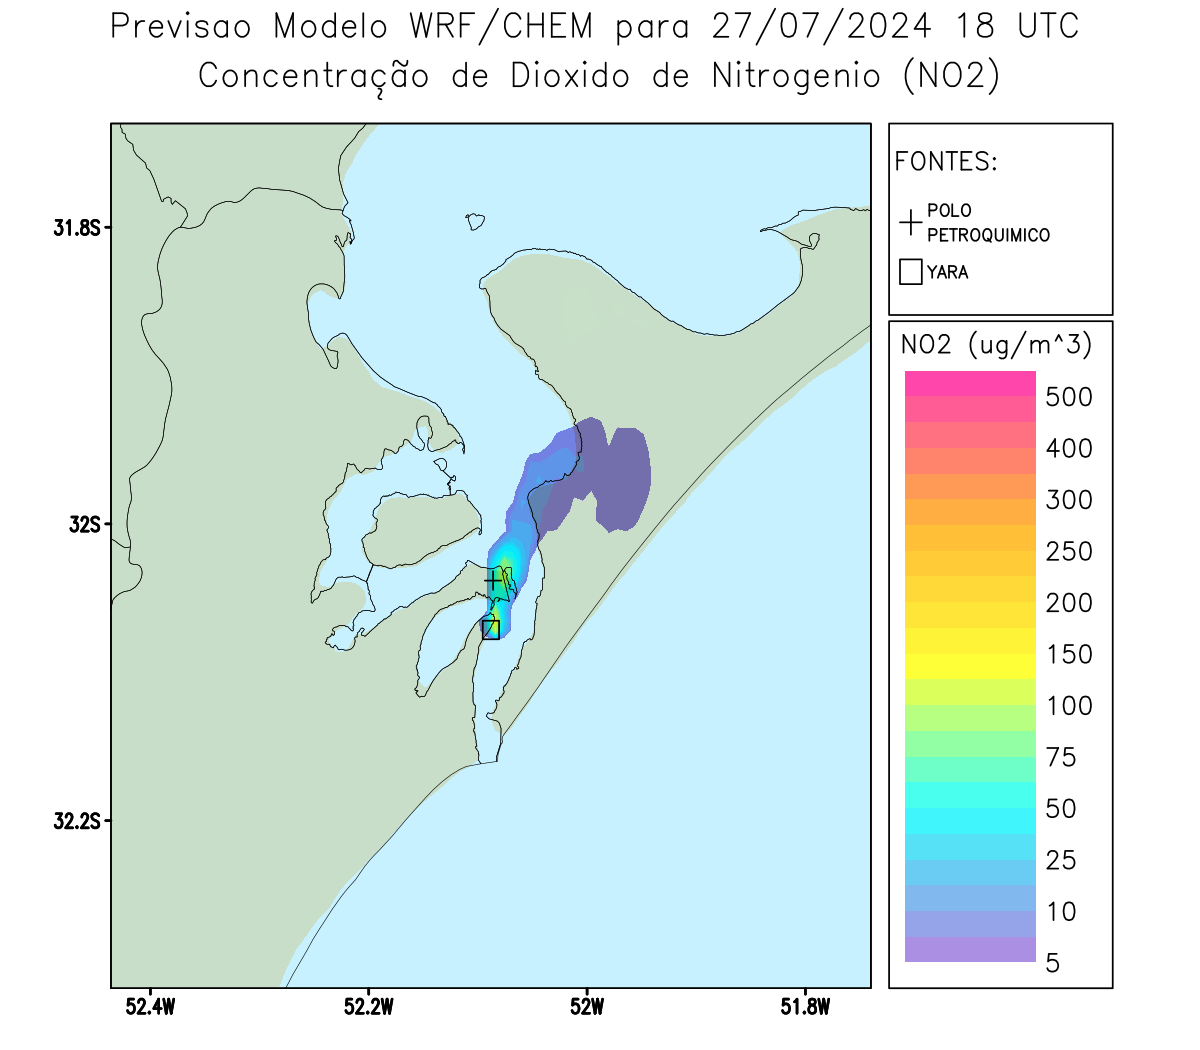 Previsao Modelo WRF/CHEM para 27/07/2024 18 UTC
Concentração de Dioxido de Nitrogenio (NO2)
FONTES:
POLO
PETROQUIMICO
YARA
NO2 (ug/m^3)
500
400
300
250
200
150
100
75
50
25
10
5
31.8S
32S
32.2S
52.4W
52.2W
52W
51.8W